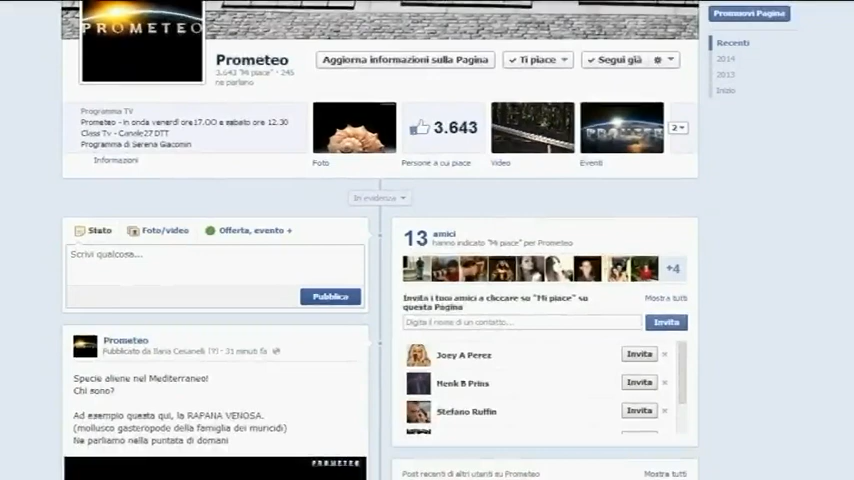 PROMETEO
Promuovi Pagina
Recenti
2014
2013
Inizio
Prometeo
3.643 "Mi piace" · 245
ne parlano
Aggiorna informazioni sulla Pagina
Ti piace
Segui già
Programma TV
Prometeo - in onda venerdì ore17.00 e sabato ore 12.30
Class Tv - Canale27 DTT
Programma di Serena Giacomin
Informazioni
3.643
PROMETEO
2
Foto
Persone a cui piace
Video
Eventi
In evidenza
Stato
Foto/video
Offerta, evento +
Scrivi qualcosa...
Pubblica
13 amici
hanno indicato "Mi piace" per Prometeo
+4
Invita i tuoi amici a cliccare su "Mi piace" su
questa Pagina
Mostra tutti
Digita il nome di un contatto...
Invita
Joey A Perez
Invita
Henk B Prins
Invita
Stefano Ruffin
Invita
Prometeo
Pubblicato da Ilaria Cesanelli [?] · 31 minuti fa
Specie aliene nel Mediterraneo!
Chi sono?
Ad esempio questa qui, la RAPANA VENOSA.
(mollusco gasteropode della famiglia dei muricidi)
Ne parliamo nella puntata di domani
PROMETEO
Post recenti di altri utenti su Prometeo
Mostra tutti